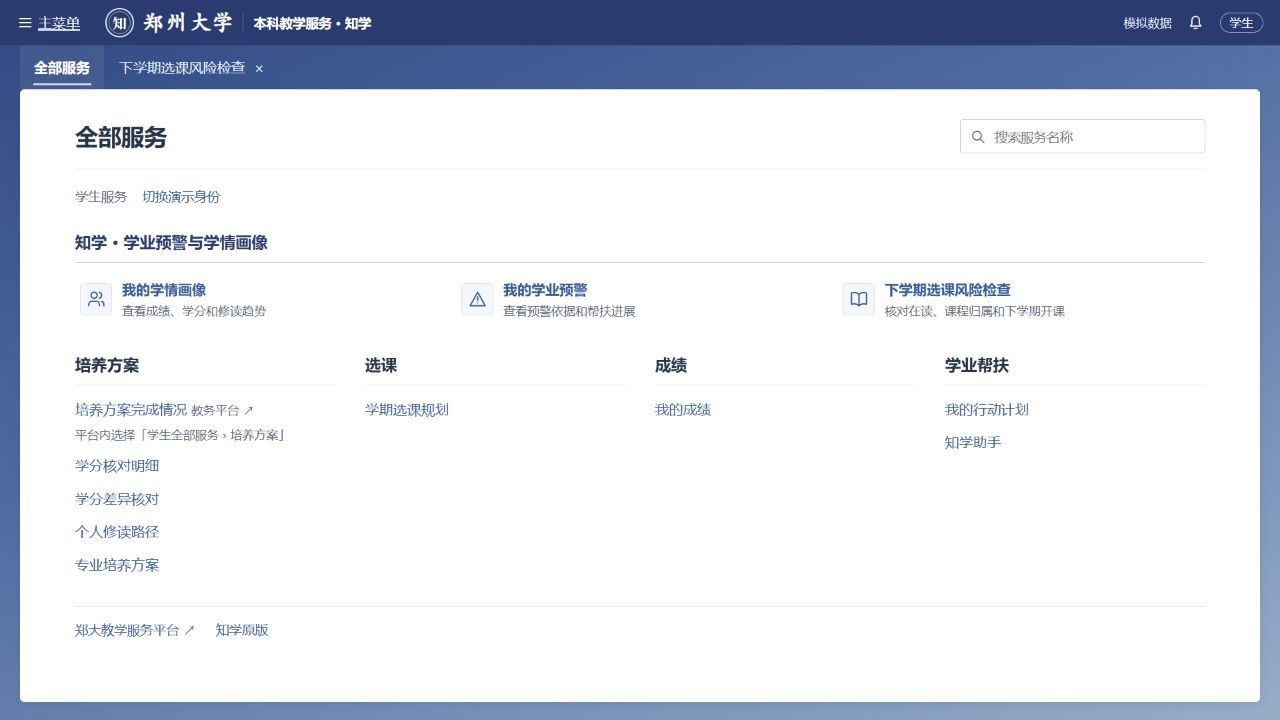 主菜单
知
郑州大学
本科教学服务·知学
模拟数据
学生
全部服务
下学期选课风险检查 ×
全部服务
搜索服务名称
学生服务 切换演示身份
知学·学业预警与学情画像
我的学情画像
查看成绩、学分和修读趋势
我的学业预警
查看预警依据和帮扶进展
下学期选课风险检查
核对在读、课程归属和下学期开课
培养方案
培养方案完成情况 教务平台 ↗
平台内选择「学生全部服务 › 培养方案」
学分核对明细
学分差异核对
个人修读路径
专业培养方案
选课
学期选课规划
成绩
我的成绩
学业帮扶
我的行动计划
知学助手
郑大教学服务平台 ↗ 知学原版